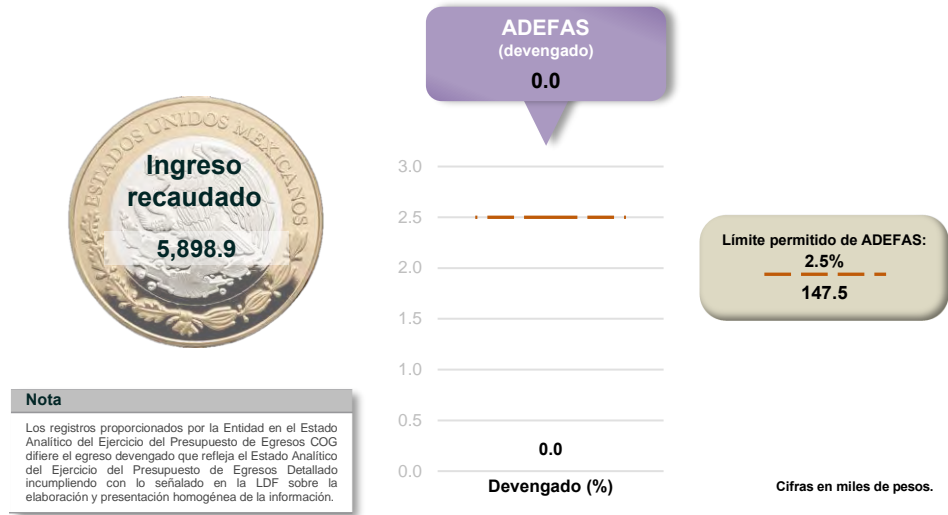 ADEFAS
(devengado)
0.0
ESTADOS UNIDOS MEXICANOS
Ingreso
recaudado
5,898.9
3.0
2.5
2.0
1.5
1.0
0.5
0.0
0.0
Devengado (%)
Límite permitido de ADEFAS:
2.5%
147.5
Nota
Los registros proporcionados por la Entidad en el Estado
Analítico del Ejercicio del Presupuesto de Egresos COG
difiere el egreso devengado que refleja el Estado Analítico
del Ejercicio del Presupuesto de Egresos Detallado
incumpliendo con lo señalado en la LDF sobre la
elaboración y presentación homogénea de la información.
Cifras en miles de pesos.